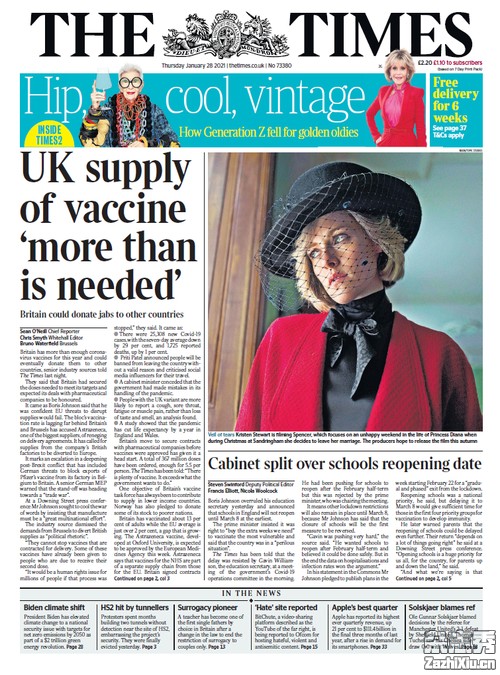 THE TIMES
Thursday January 28 2021 | thetimes.co.uk | No 73380
£2.20 £1.10 to subscribers
(based on 7 Day Print Pack)
Hip, cool, vintage
How Generation Z fell for golden oldies
INSIDE
TIMES2
Free
delivery
for 6
weeks
See page 37
T&Cs apply
UK supply
of vaccine
‘more than
is needed’
Britain could donate jabs to other countries
Sean O'Neill Chief Reporter
Chris Smyth Whitehall Editor
Bruno Waterfield Brussels
Britain has more than enough corona-
virus vaccines for this year and could
eventually donate them to other
countries, senior industry sources told
The Times last night.
They said that Britain had secured
the doses needed to meet its targets and
expected its deals with pharmaceutical
companies to be honoured.
It came as Boris Johnson said that he
was confident EU threats to disrupt
supplies would fail. The bloc's vaccina-
tion rate is lagging far behind Britain's
and Brussels has accused Astrazeneca,
one of the biggest suppliers, of reneging
on delivery agreements. It has called for
output from the company's British
factories to be diverted to Europe.
It marks an escalation in a deepening
post-Brexit conflict that has included
German threats to block exports of
Pfizer's vaccine from its factory in Bel-
gium to Britain. A senior German MEP
warned that the stand-off was heading
towards a "trade war".
At a Downing Street press confer-
ence Mr Johnson sought to cool the war
of words by insisting that manufacture
must be a "great multinational effort".
The industry source dismissed EU
demands from Brussels to divert British
supplies as "political rhetoric".
"They cannot stop vaccines that are
contracted for delivery. Some of these
vaccines have already been given to
people who are due to receive their
second dose.
"It would be a human rights issue for
millions of people if that process was
stopped," they said. It came as:
• There were 25,308 new Covid-19
cases, with the seven-day average down
by 29 per cent, and 1,725 reported
deaths, up by 1 per cent.
• Priti Patel announced people will be
banned from leaving the country with-
out a valid reason and criticised social
media influencers for their travel.
• A cabinet minister conceded that the
government had made mistakes in its
handling of the pandemic.
• People with the UK variant are more
likely to report a cough, sore throat,
fatigue or muscle pain, rather than loss
of taste and smell, an analysis found.
• A study showed that the pandemic
has cut life expectancy by a year in
England and Wales.
Britain's move to secure contracts
with pharmaceutical companies before
vaccines were approved has given it a
head start. A total of 367 million doses
have been ordered, enough for 5.5 per
person. The Times has been told: "There
is plenty of vaccine. It exceeds what the
government wants to do."
One objective of Britain's vaccine
task force has always been to contribute
to supply in lower income countries.
Norway has also pledged to donate
some of its stock to poorer nations.
Britain has vaccinated about 13 per
cent of adults while the EU average is
just over 2 per cent, a gap that is grow-
ing. The Astrazeneca vaccine, devel-
oped at Oxford University, is expected
to be approved by the European Medi-
cines Agency this week. Astrazeneca
says that vaccines for the NHS are part
of a separate supply chain from those
for the EU. Britain agreed contracts
Continued on page 2, col 3
Veil of tears Kristen Stewart is filming Spencer, which focuses on an unhappy weekend in the life of Princess Diana when
during Christmas at Sandringham she decides to leave her marriage. The producers hope to release the film this autumn
Cabinet split over schools reopening date
Steven Swinford Deputy Political Editor
Francis Elliott, Nicola Woolcock
Boris Johnson overruled his education
secretary yesterday and announced
that schools in England will not reopen
until March 8 at the earliest.
The prime minister created it was
right to "buy the extra weeks we need"
to vaccinate the most vulnerable and
said that the country was in a "perilous
situation".
The Times has been told that the
delay was resisted by Gavin William-
son, the education secretary, at a meet-
ing of the government's Covid-19
operations committee in the morning.
He had been pushing for schools to
reopen after the February half-term
but this was rejected by the prime
minister, who was chairing the meeting.
It means other lockdown restrictions
will also remain in place until March 8,
because Mr Johnson has said that the
closure of schools will be the first
measure to be reversed.
"Gavin was pushing very hard," the
source said. "He wanted schools to
reopen after February half-term and
believed it could be done safely. But in
the end the data on hospitalisations and
infection rates won the argument."
In his statement in the Commons Mr
Johnson pledged to publish plans in the
week starting February 22 for a "gradu-
al and phased" exit from the lockdown.
Reopening schools was a national
priority, he said, but delaying it to
March 8 would give sufficient time for
those in the first four priority groups for
vaccination to develop immunity.
He later warned parents that the
reopening of schools could be delayed
even further. Their return "depends on
a lot of things going right", he said at a
Downing Street press conference.
"Opening schools is a huge priority for
us all, for the country, for parents up
and down the land," he said.
And what we're saying is that
Continued on page 2, col 5
IN THE NEWS
Biden climate shift
President Biden has elevated
climate change to a national
security issue with targets for
net zero emissions by 2050 as
part of a $2 trillion green
energy revolution. Page 28
HS2 hit by tunnellers
Protesters spent months
building two tunnels without
detection near the site of HS2,
embarrassing the project's
security. They were finally
evicted yesterday. Page 3
Surrogacy pioneer
A teacher has become one of
the first single fathers by
choice in Britain after a
change in the law to end the
restriction to surrogacy to
couples only. Page 13
‘Hate’ site reported
BitChute, a video-sharing
platform described as the
YouTube of the far right, is
being reported to Ofcom for
hosting hateful, violent and
antisemitic content. Page 15
Apple's best quarter
Apple has reported its highest
ever quarterly revenue, up
21 per cent to $111.4 billion in
the final three months of last
year, after a rise in demand for
its smartphones. Page 33
Solskjaer blames ref
Ole Gunnar Solskjaer blamed
decisions by the referee for